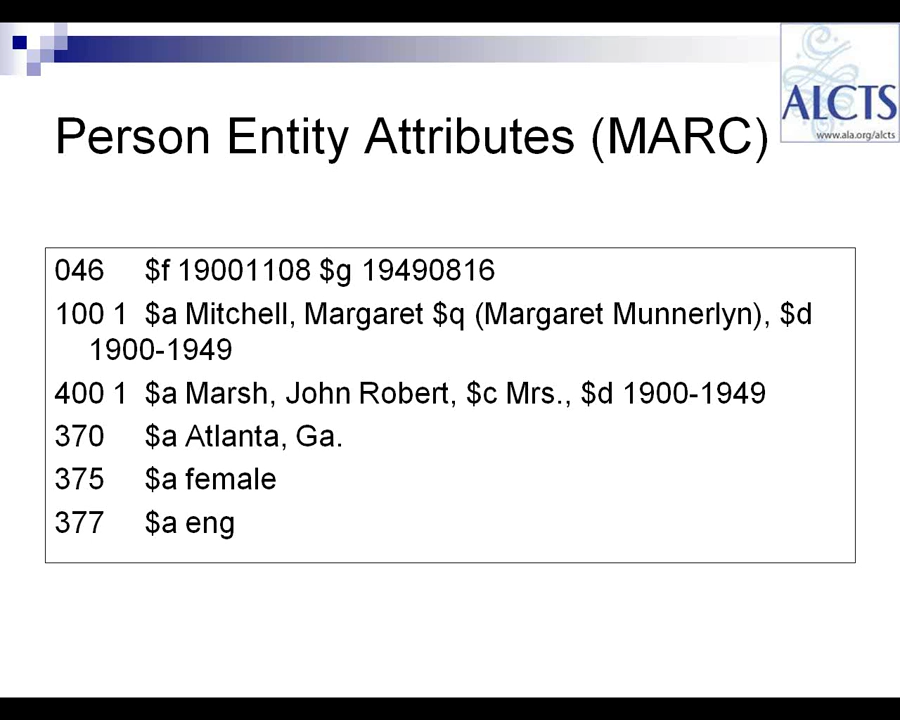 ALCTS
www.ala.org/alcts
Person Entity Attributes (MARC)
046 $f 19001108 $g 19490816
100 1 $a Mitchell, Margaret $q (Margaret Munnerlyn), $d
1900-1949
400 1 $a Marsh, John Robert, $c Mrs., $d 1900-1949
370 $a Atlanta, Ga.
375 $a female
377 $a eng